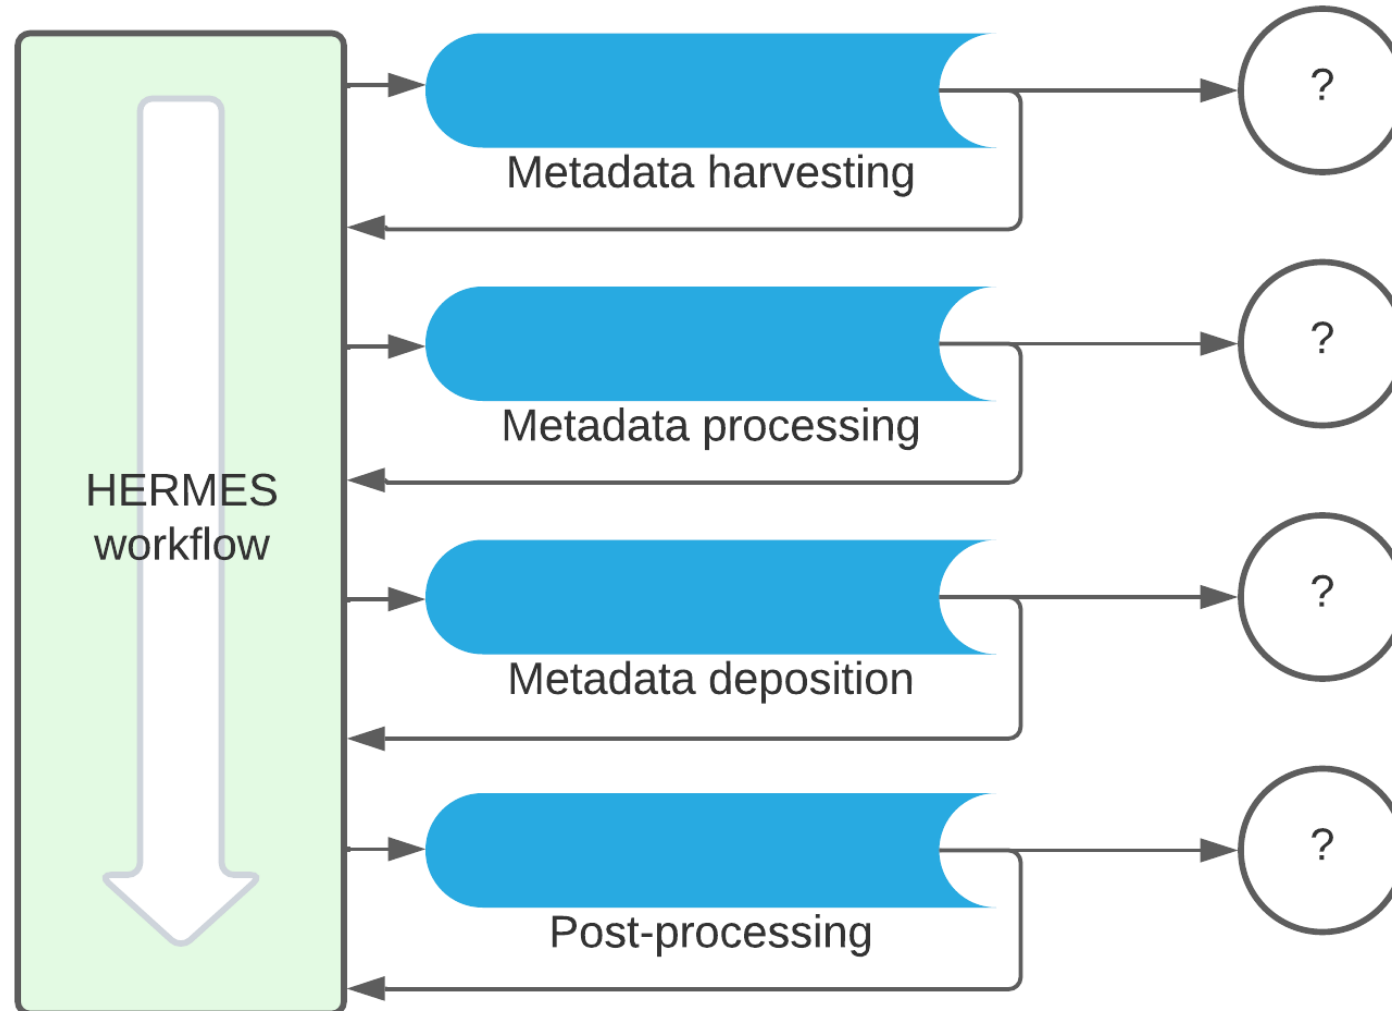 ?
Metadata harvesting
?
Metadata processing
HERMES
workflow
?
Metadata deposition
?
Post-processing